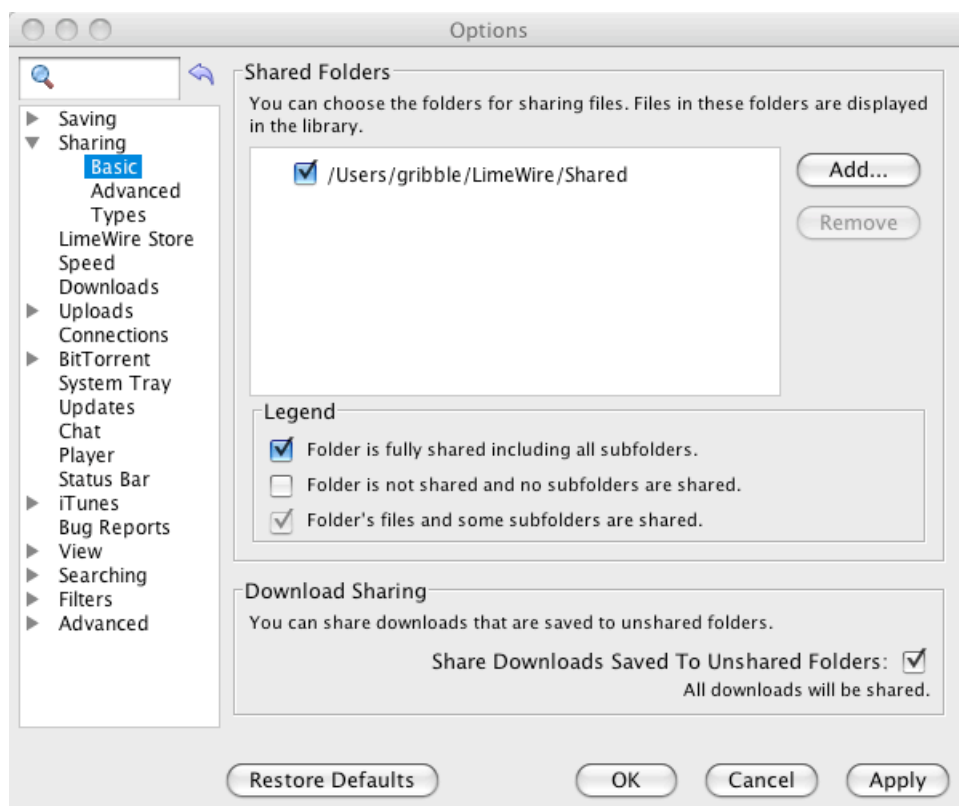 Options
Saving
Sharing
Basic
Advanced
Types
LimeWire Store
Speed
Downloads
Uploads
Connections
BitTorrent
System Tray
Updates
Chat
Player
Status Bar
iTunes
Bug Reports
View
Searching
Filters
Advanced
Shared Folders
You can choose the folders for sharing files. Files in these folders are displayed
in the library.
/Users/gribble/LimeWire/Shared
Add...
Remove
Legend
Folder is fully shared including all subfolders.
Folder is not shared and no subfolders are shared.
Folder's files and some subfolders are shared.
Download Sharing
You can share downloads that are saved to unshared folders.
Share Downloads Saved To Unshared Folders:
All downloads will be shared.
Restore Defaults
OK
Cancel
Apply